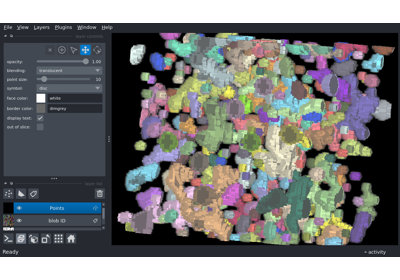 File View Layers Plugins Window Help
opacity: 1.00
blending: translucent
point size: 10
symbol: disc
face color: white
border color: dimgrey
display text:
out of slice:
Points
blob ID
Ready
activity